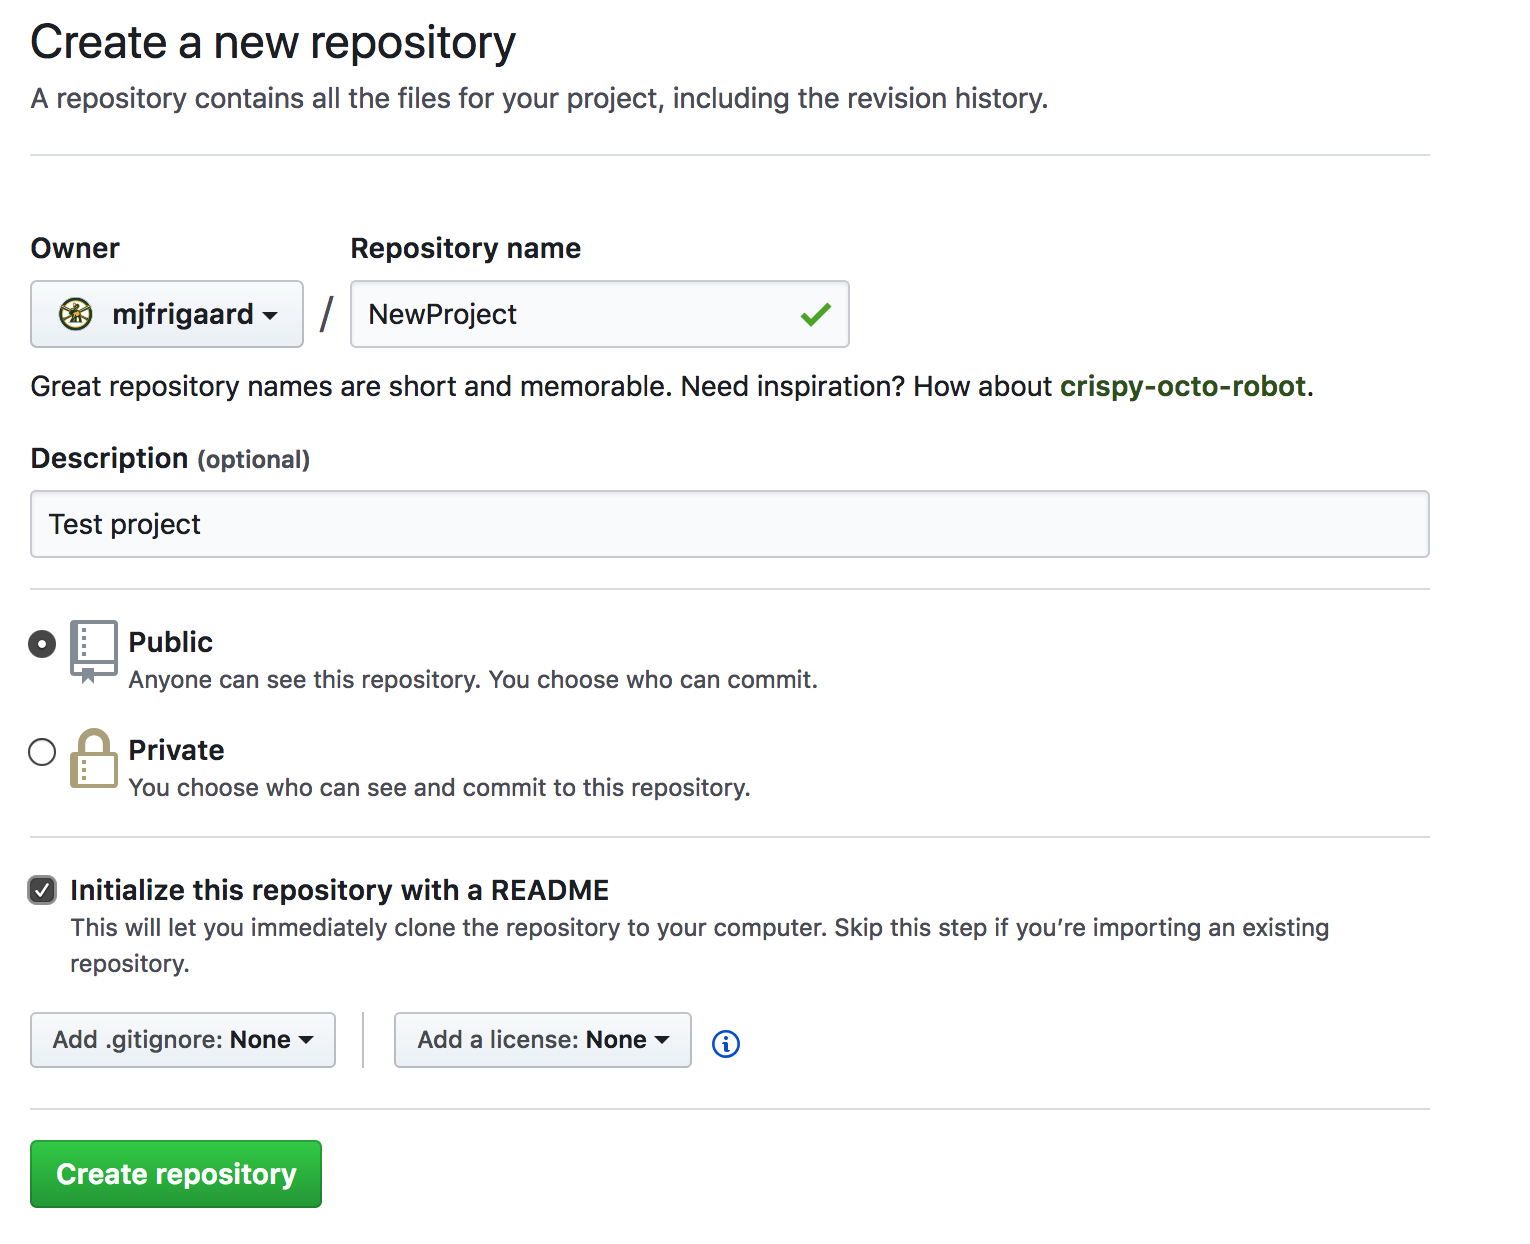 Create a new repository
A repository contains all the files for your project, including the revision history.
Owner
Repository name
mjfrigaard / NewProject
Great repository names are short and memorable. Need inspiration? How about crispy-octo-robot.
Description (optional)
Test project
Public
Anyone can see this repository. You choose who can commit.
Private
You choose who can see and commit to this repository.
Initialize this repository with a README
This will let you immediately clone the repository to your computer. Skip this step if you’re importing an existing
repository.
Add .gitignore: None
Add a license: None
Create repository